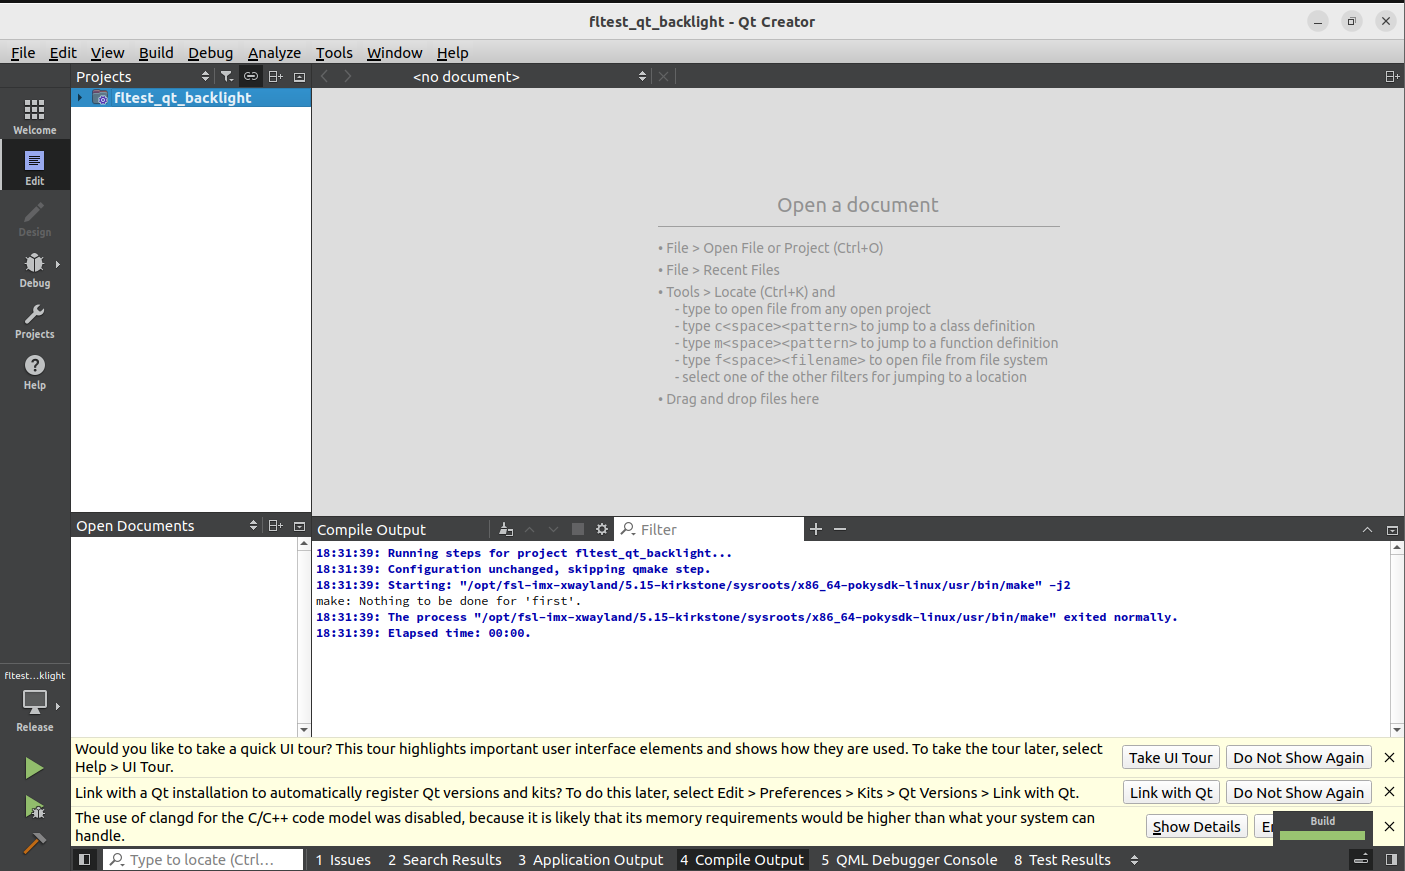 fltest_qt_backlight - Qt Creator
File Edit View Build Debug Analyze Tools Window Help
Projects
<no document>
fltest_qt_backlight
Welcome
Edit
Design
Debug
Projects
Help
Open a document
• File > Open File or Project (Ctrl+O)
• File > Recent Files
• Tools > Locate (Ctrl+K) and
- type to open file from any open project
- type c<space><pattern> to jump to a class definition
- type m<space><pattern> to jump to a function definition
- type f<space><filename> to open file from file system
- select one of the other filters for jumping to a location
• Drag and drop files here
Open Documents
Compile Output
Filter
18:31:39: Running steps for project fltest_qt_backlight...
18:31:39: Configuration unchanged, skipping qmake step.
18:31:39: Starting: "/opt/fsl-imx-xwayland/5.15-kirkstone/sysroots/x86_64-pokysdk-linux/usr/bin/make" -j2
make: Nothing to be done for 'first'.
18:31:39: The process "/opt/fsl-imx-xwayland/5.15-kirkstone/sysroots/x86_64-pokysdk-linux/usr/bin/make" exited normally.
18:31:39: Elapsed time: 00:00.
fltest...klight
Release
Would you like to take a quick UI tour? This tour highlights important user interface elements and shows how they are used. To take the tour later, select
Help > UI Tour.
Take UI Tour
Do Not Show Again
Link with a Qt installation to automatically register Qt versions and kits? To do this later, select Edit > Preferences > Kits > Qt Versions > Link with Qt.
Link with Qt
Do Not Show Again
The use of clangd for the C/C++ code model was disabled, because it is likely that its memory requirements would be higher than what your system can
handle.
Show Details
Build
Type to locate (Ctrl...
1 Issues 2 Search Results 3 Application Output 4 Compile Output 5 QML Debugger Console 8 Test Results